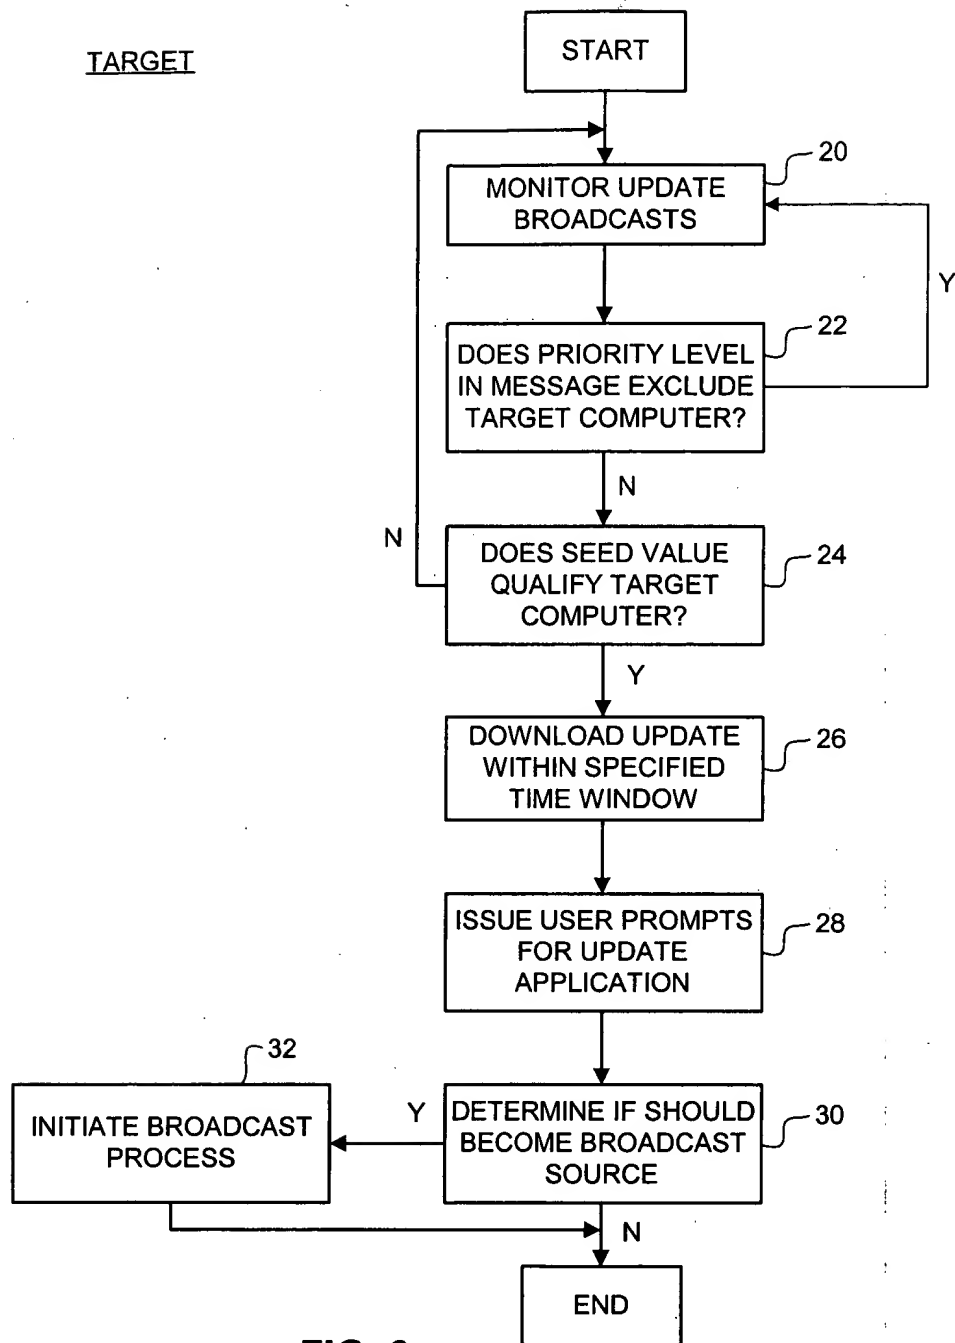 TARGET
START
20
MONITOR UPDATE
BROADCASTS
Y
22
DOES PRIORITY LEVEL
IN MESSAGE EXCLUDE
TARGET COMPUTER?
N
N
24
DOES SEED VALUE
QUALIFY TARGET
COMPUTER?
Y
26
DOWNLOAD UPDATE
WITHIN SPECIFIED
TIME WINDOW
28
ISSUE USER PROMPTS
FOR UPDATE
APPLICATION
32
INITIATE BROADCAST
PROCESS
Y
30
DETERMINE IF SHOULD
BECOME BROADCAST
SOURCE
N
END
FIG.